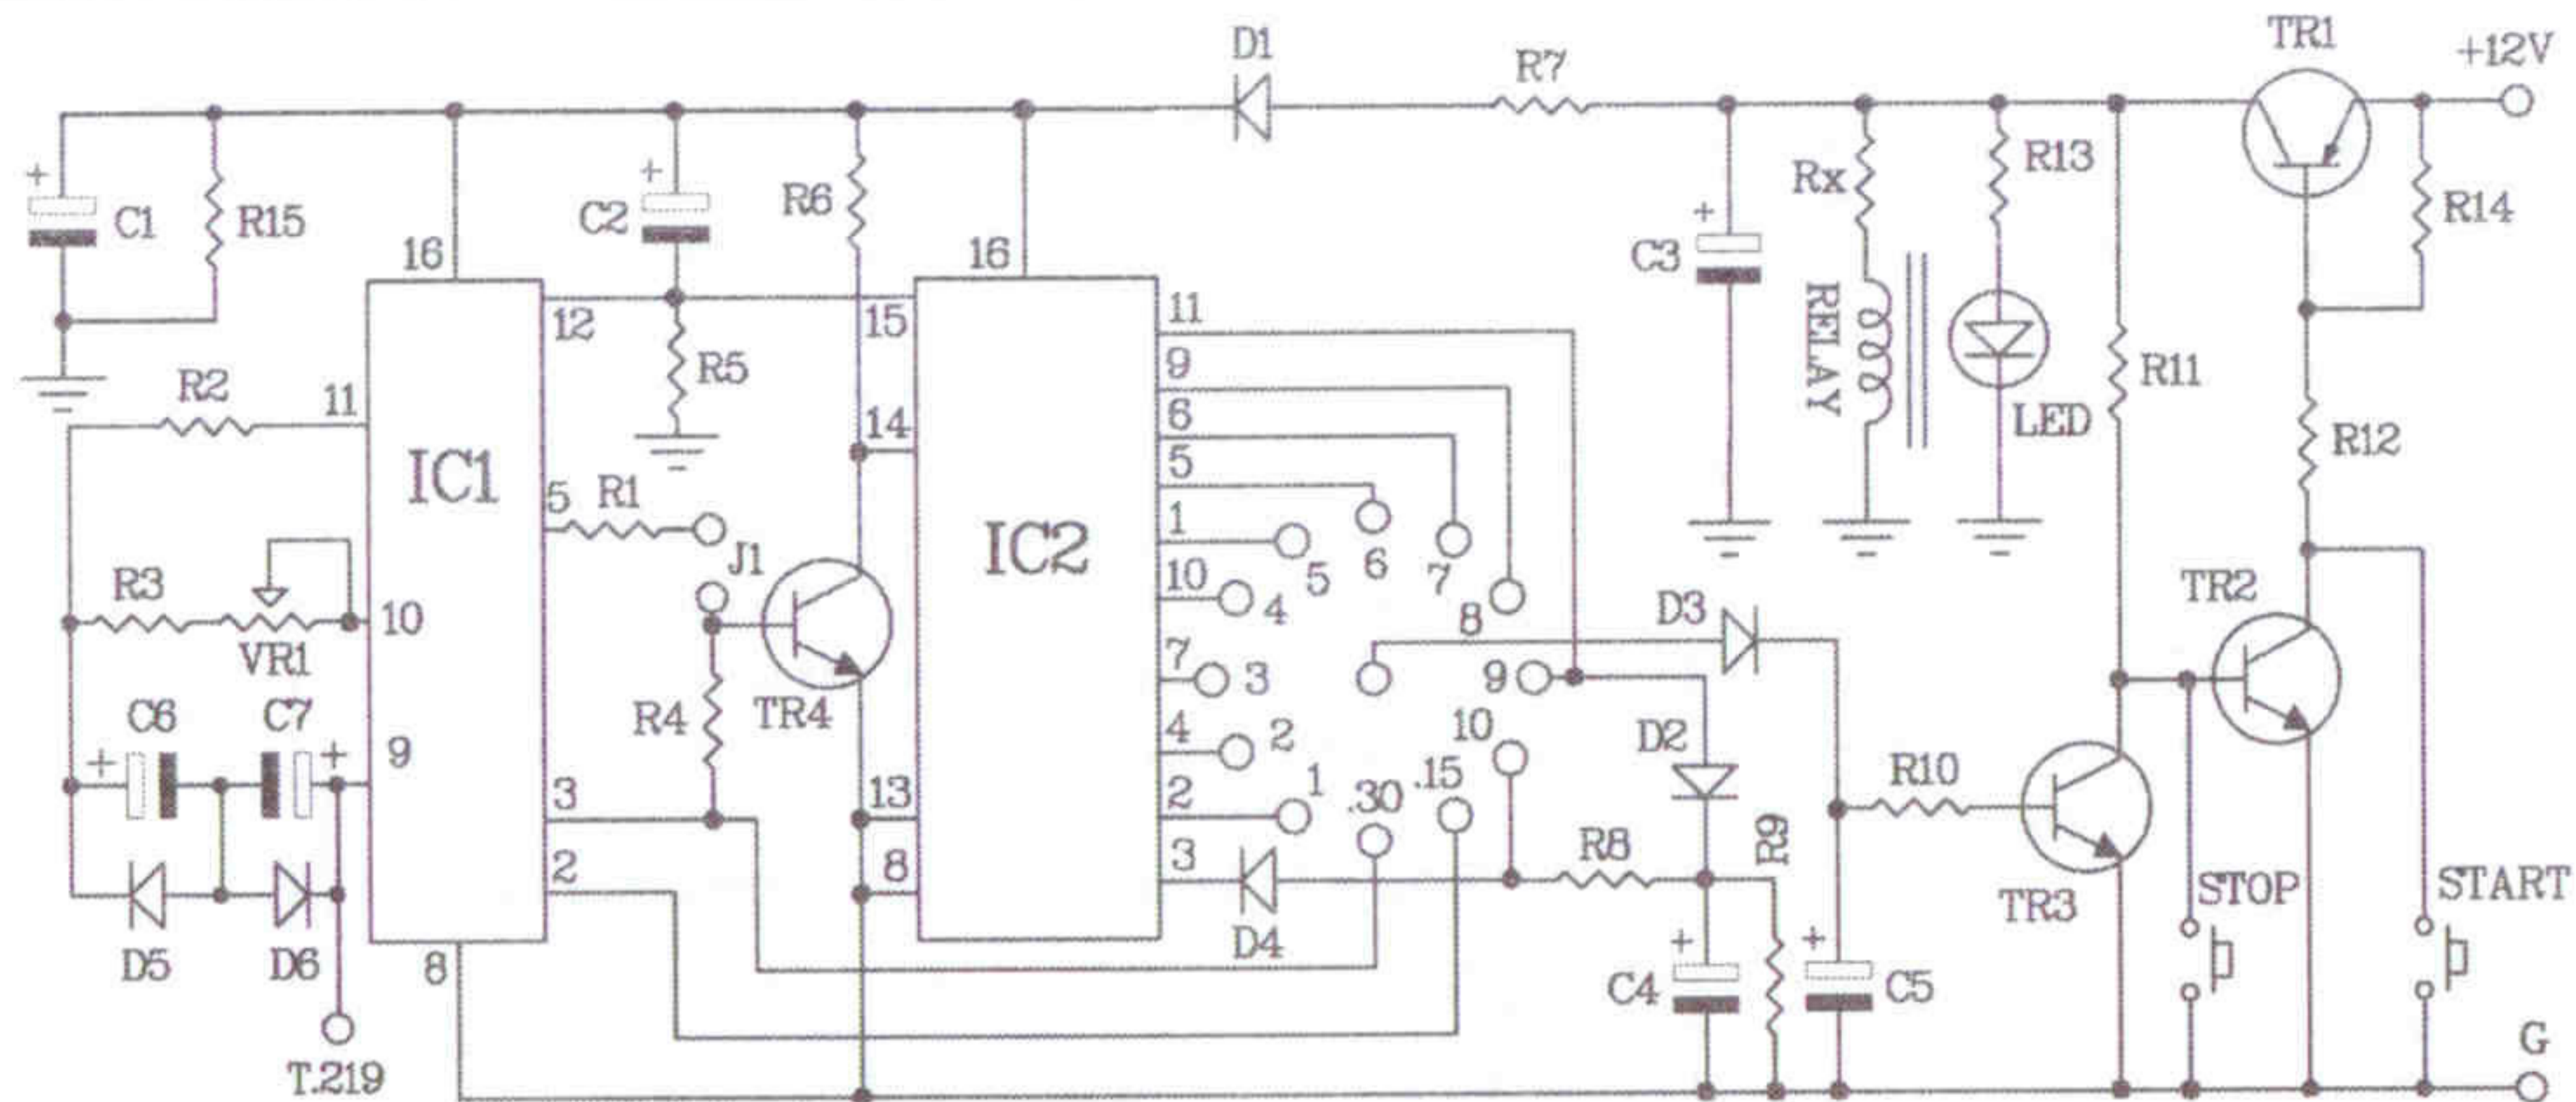 D1
R7
TR1
+12V
+
C1
R15
+
C2
R6
Rx
R13
R14
16
16
+
C3
RELAY
LED
R11
R12
12
15
R5
11
9
6
5
1
10
7
4
2
3
R2
11
IC1
14
5
R1
IC2
J1
R3
VR1
10
R4
TR4
5
6
7
8
4
3
9
2
10
1
.30
.15
D3
TR2
D2
C6
C7
+
+
9
3
13
R10
R8
R9
2
8
TR3
STOP
START
D5
D6
8
D4
+
C4
+
C5
T.219
G